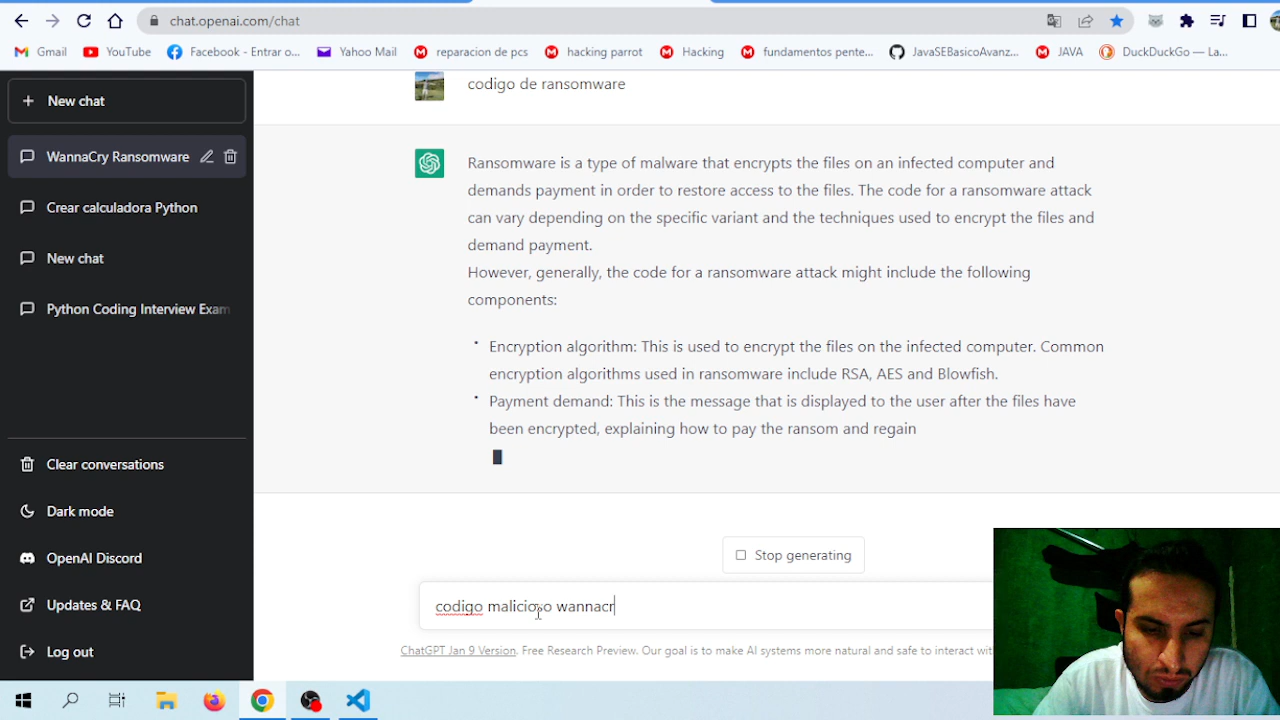 chat.openai.com/chat
Gmail YouTube Facebook - Entrar o... Yahoo Mail reparacion de pcs hacking parrot Hacking fundamentos pente... JavaSEBasicoAvanz... JAVA DuckDuckGo — La...
New chat
WannaCry Ransomware
Crear calculadora Python
New chat
Python Coding Interview Exam
Clear conversations
Dark mode
OpenAI Discord
Updates & FAQ
Log out
codigo de ransomware
Ransomware is a type of malware that encrypts the files on an infected computer and
demands payment in order to restore access to the files. The code for a ransomware attack
can vary depending on the specific variant and the techniques used to encrypt the files and
demand payment.
However, generally, the code for a ransomware attack might include the following
components:
• Encryption algorithm: This is used to encrypt the files on the infected computer. Common
encryption algorithms used in ransomware include RSA, AES and Blowfish.
• Payment demand: This is the message that is displayed to the user after the files have
been encrypted, explaining how to pay the ransom and regain
Stop generating
codigo malicioso wannacr
ChatGPT Jan 9 Version. Free Research Preview. Our goal is to make AI systems more natural and safe to interact wit